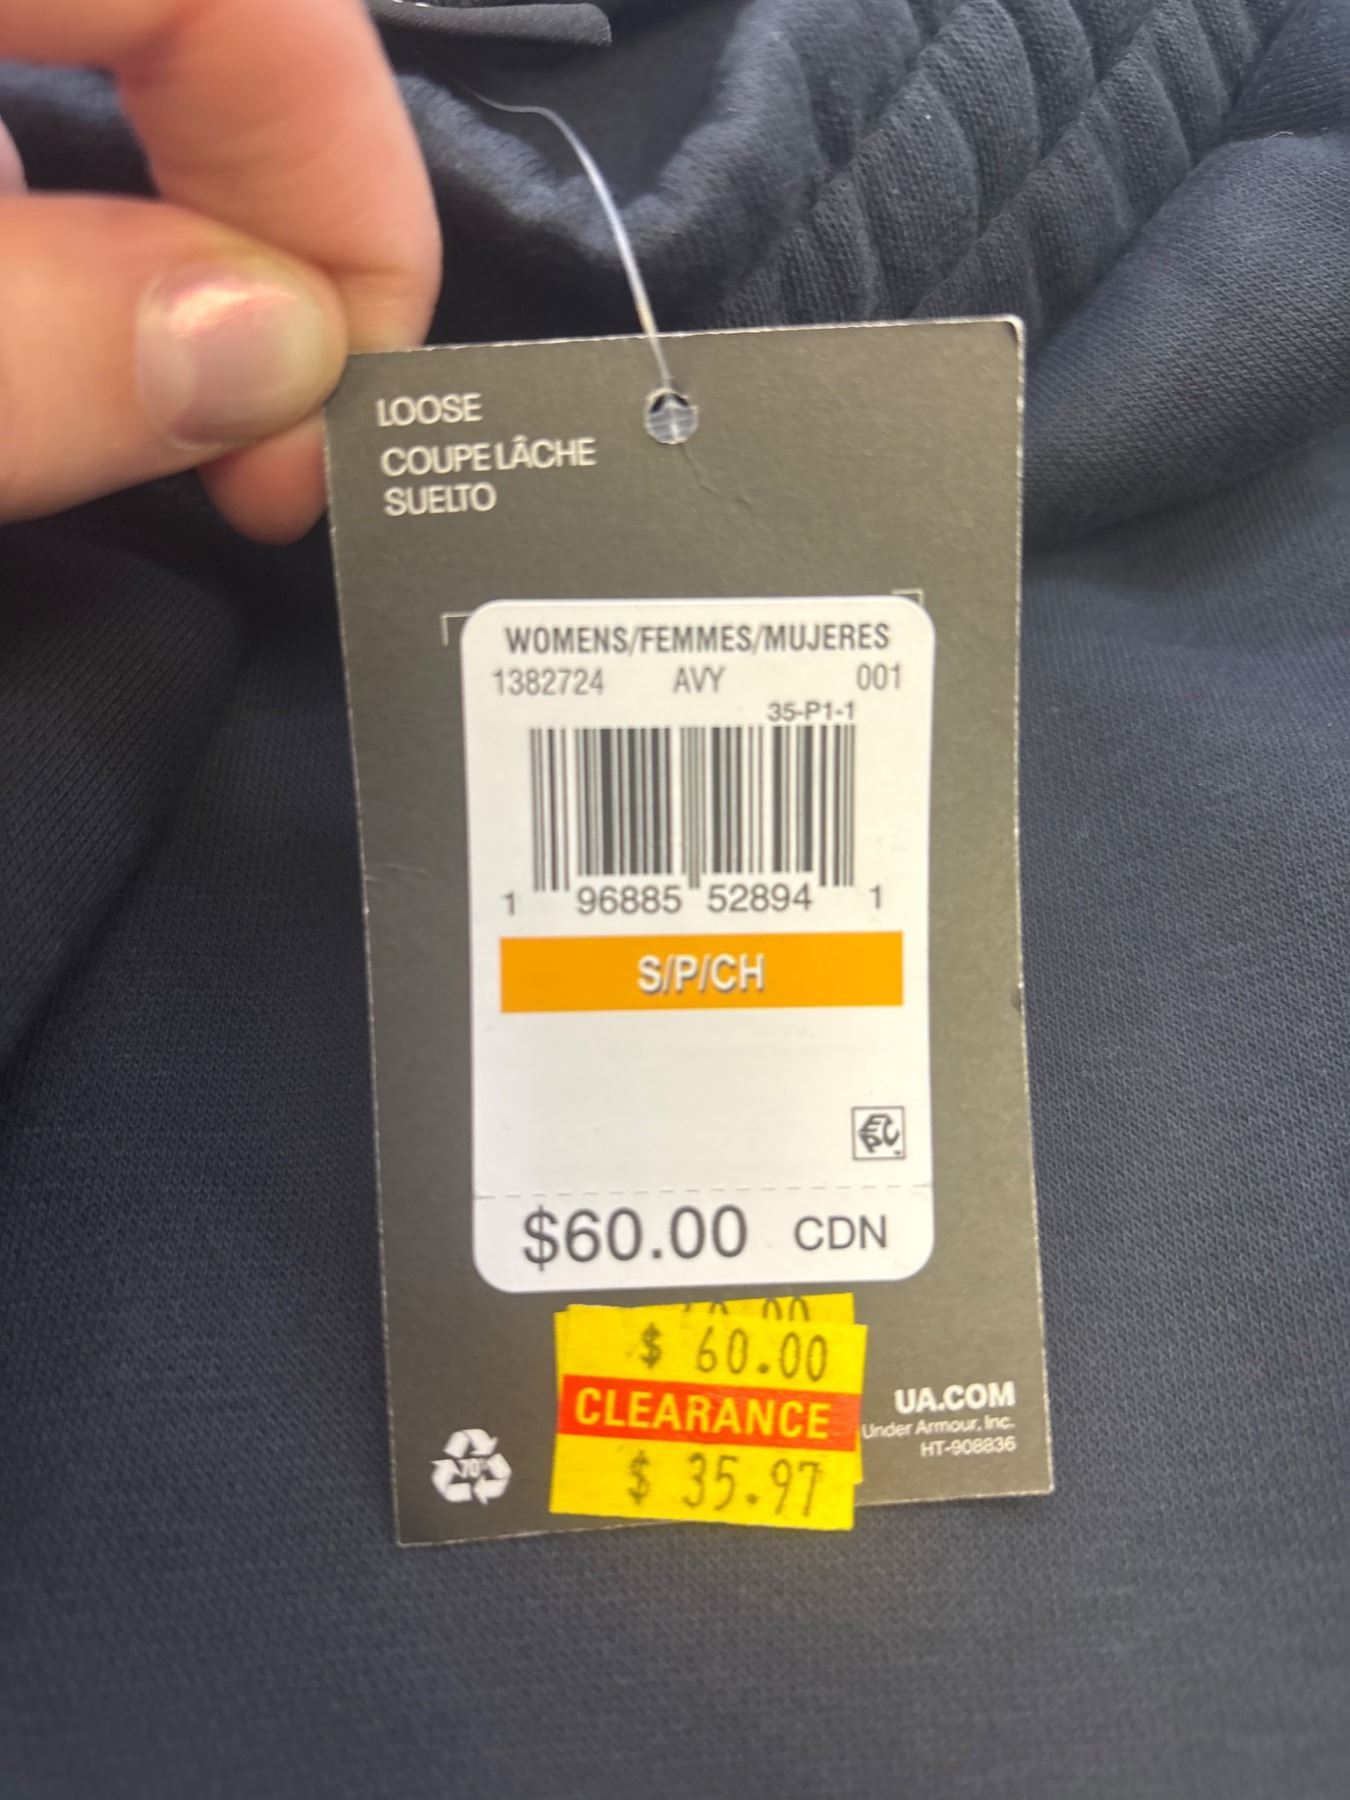 LOOSE
COUPE LÂCHE
SUELTO
WOMENS/FEMMES/MUJERES
1382724 AVY 001
35-P1-1
1 96885 52894 1
S/P/CH
$60.00 CDN
$ 60.00
CLEARANCE
$ 35.97
UA.COM
Under Armour, Inc.
HT-908836